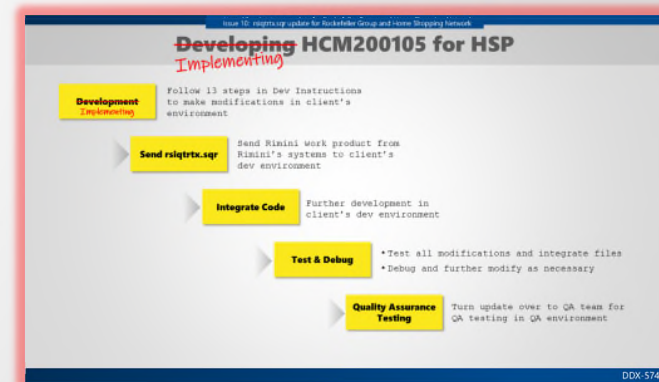 Issue 10: rsiqtrtx.sqr update for Rockefeller Group and Home Shopping Network
Developing HCM200105 for HSP
Implementing
Development
Implementing
Follow 13 steps in Dev Instructions
to make modifications in client's
environment
Send rsiqtrtx.sqr
Send Rimini work product from
Rimini's systems to client's
dev environment
Integrate Code
Further development in
client's dev environment
Test & Debug
•Test all modifications and integrate files
•Debug and further modify as necessary
Quality Assurance
Testing
Turn update over to QA team for
QA testing in QA environment
DDX-574